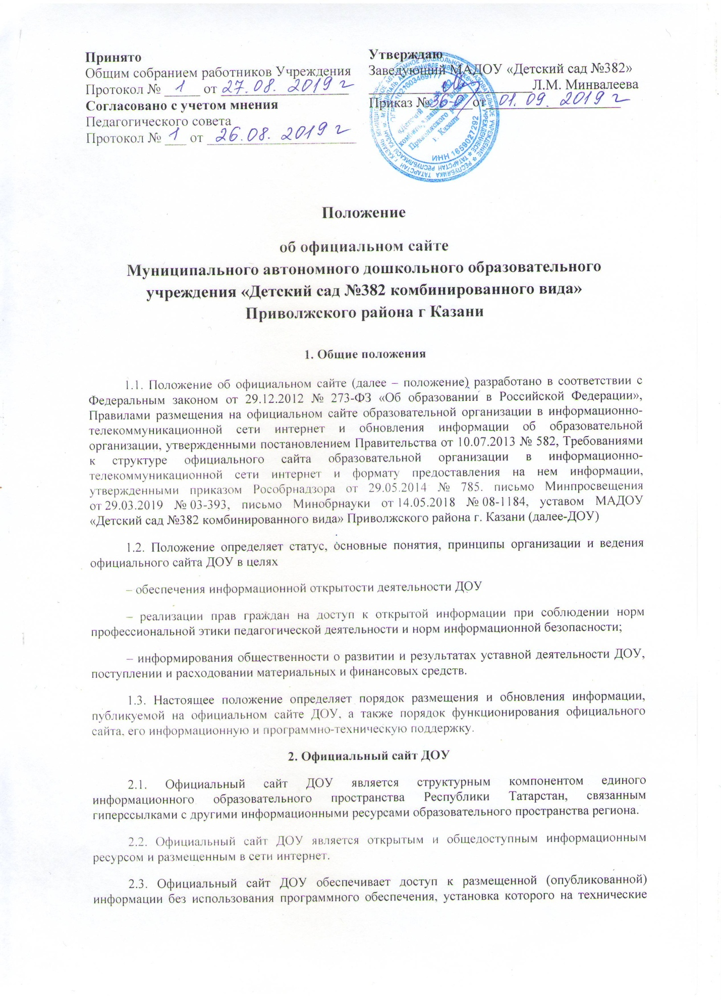 Принято
Общим собранием работников Учреждения
Протокол № 1 от 27.08. 2019 г
Согласовано с учетом мнения
Педагогического совета
Протокол № 1 от 26.08. 2019 г
Утверждаю
Заведующий МАДОУ «Детский сад №382»
Л.М. Минвалеева
Приказ № 36-О от 01.09.2019 г
ИНН 1659027292
Положение
об официальном сайте
Муниципального автономного дошкольного образовательного
учреждения «Детский сад №382 комбинированного вида»
Приволжского района г Казани
1. Общие положения
1.1. Положение об официальном сайте (далее – положение) разработано в соответствии с
Федеральным законом от 29.12.2012 № 273-ФЗ «Об образовании в Российской Федерации»,
Правилами размещения на официальном сайте образовательной организации в информационно-
телекоммуникационной сети интернет и обновления информации об образовательной
организации, утвержденными постановлением Правительства от 10.07.2013 № 582, Требованиями
к структуре официального сайта образовательной организации в информационно-
телекоммуникационной сети интернет и формату предоставления на нем информации,
утвержденными приказом Рособрнадзора от 29.05.2014 № 785. письмо Минпросвещения
от 29.03.2019 № 03-393, письмо Минобрнауки от 14.05.2018 № 08-1184, уставом МАДОУ
«Детский сад №382 комбинированного вида» Приволжского района г. Казани (далее-ДОУ)
1.2. Положение определяет статус, основные понятия, принципы организации и ведения
официального сайта ДОУ в целях
– обеспечения информационной открытости деятельности ДОУ
– реализации прав граждан на доступ к открытой информации при соблюдении норм
профессиональной этики педагогической деятельности и норм информационной безопасности;
– информирования общественности о развитии и результатах уставной деятельности ДОУ,
поступлении и расходовании материальных и финансовых средств.
1.3. Настоящее положение определяет порядок размещения и обновления информации,
публикуемой на официальном сайте ДОУ, а также порядок функционирования официального
сайта, его информационную и программно-техническую поддержку.
2. Официальный сайт ДОУ
2.1. Официальный сайт ДОУ является структурным компонентом единого
информационного образовательного пространства Республики Татарстан, связанным
гиперссылками с другими информационными ресурсами образовательного пространства региона.
2.2. Официальный сайт ДОУ является открытым и общедоступным информационным
ресурсом и размещенным в сети интернет.
2.3. Официальный сайт ДОУ обеспечивает доступ к размещенной (опубликованной)
информации без использования программного обеспечения, установка которого на технические